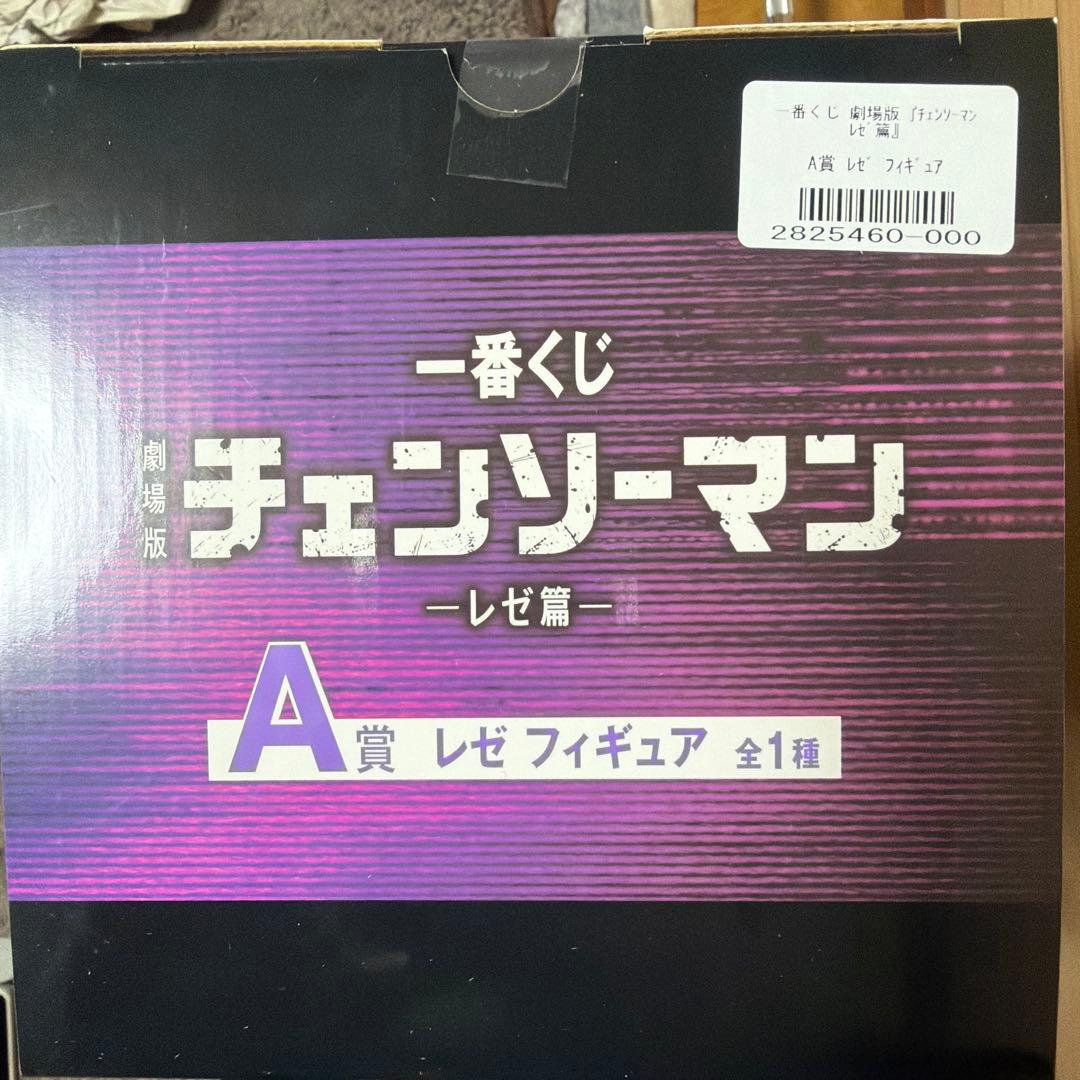 一番くじ 劇場版『ﾁｪﾝｿｰﾏﾝ
ﾚｾﾞ篇』
A賞 ﾚｾﾞ ﾌｨｷﾞｭｱ
2825460-000
一番くじ
劇場版
チェンソーマン
―レゼ篇―
A賞 レゼ フィギュア 全1種